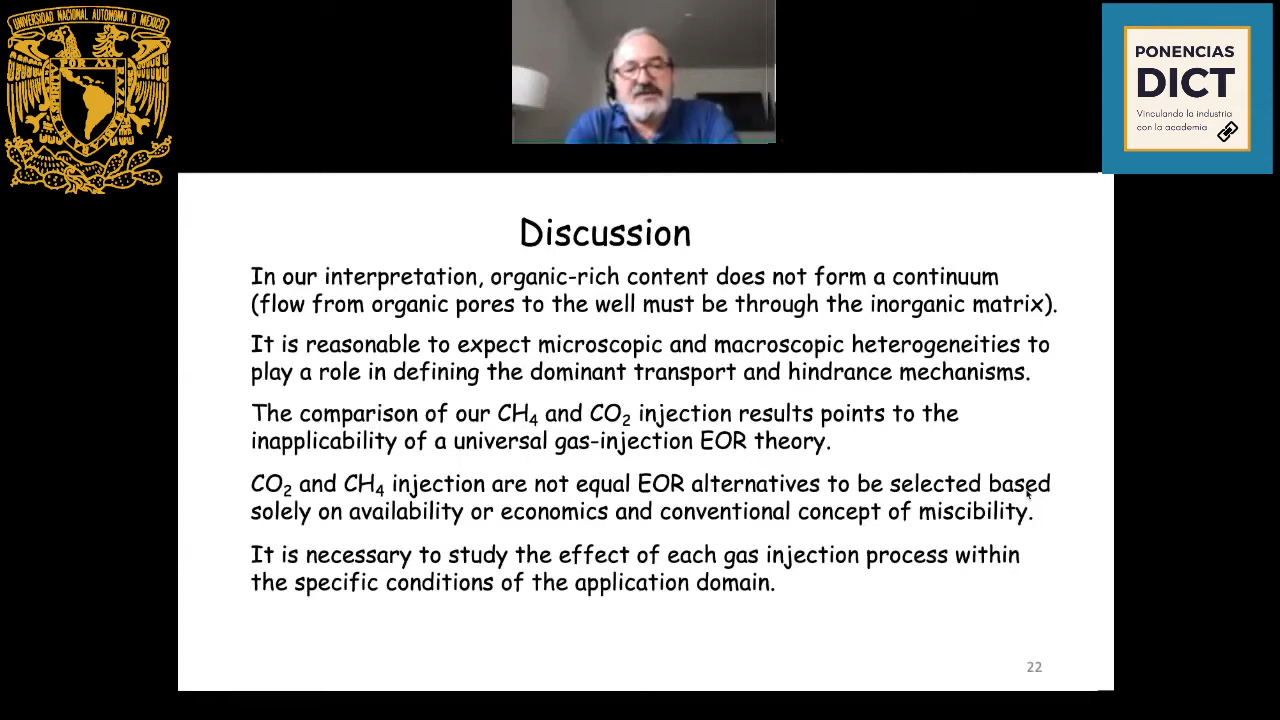 UNIVERSIDAD NACIONAL AUTONOMA D MEXICO
PONENCIAS
DICT
Vinculando la industria
con la academia
Discussion
In our interpretation, organic-rich content does not form a continuum
(flow from organic pores to the well must be through the inorganic matrix).
It is reasonable to expect microscopic and macroscopic heterogeneities to
play a role in defining the dominant transport and hindrance mechanisms.
The comparison of our CH₄ and CO₂ injection results points to the
inapplicability of a universal gas-injection EOR theory.
CO₂ and CH₄ injection are not equal EOR alternatives to be selected based
solely on availability or economics and conventional concept of miscibility.
It is necessary to study the effect of each gas injection process within
the specific conditions of the application domain.
22